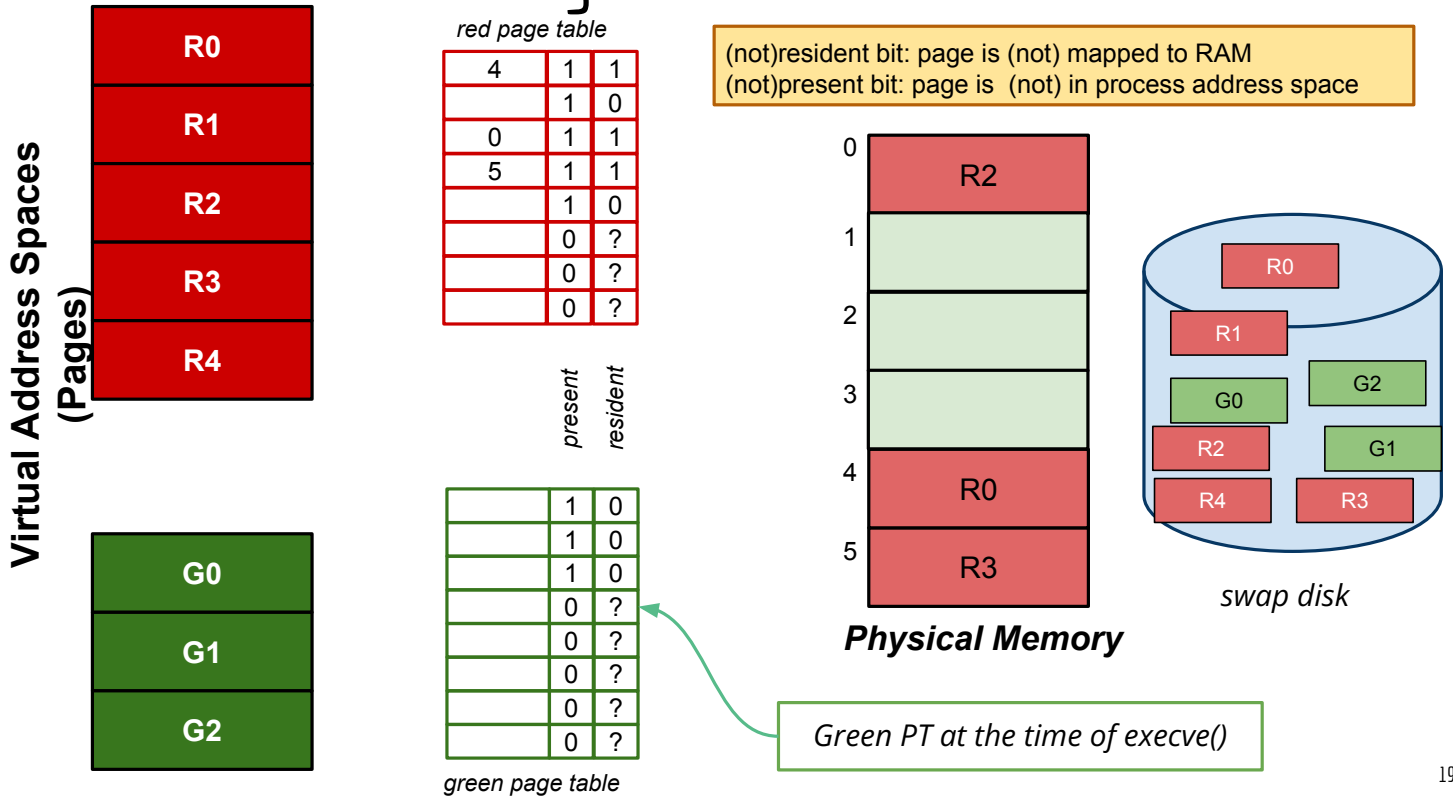 red page table
(not)resident bit: page is (not) mapped to RAM
(not)present bit: page is (not) in process address space
Virtual Address Spaces
(Pages)
R0
R1
R2
R3
R4
G0
G1
G2
4 1 1
1 0
0 1 1
5 1 1
1 0
0 ?
0 ?
0 ?
present
resident
1 0
1 0
1 0
0 ?
0 ?
0 ?
0 ?
0 ?
green page table
0 R2
1
2
3
4 R0
5 R3
Physical Memory
R0
R1
G2
G0
R2
G1
R4
R3
swap disk
Green PT at the time of execve()
19